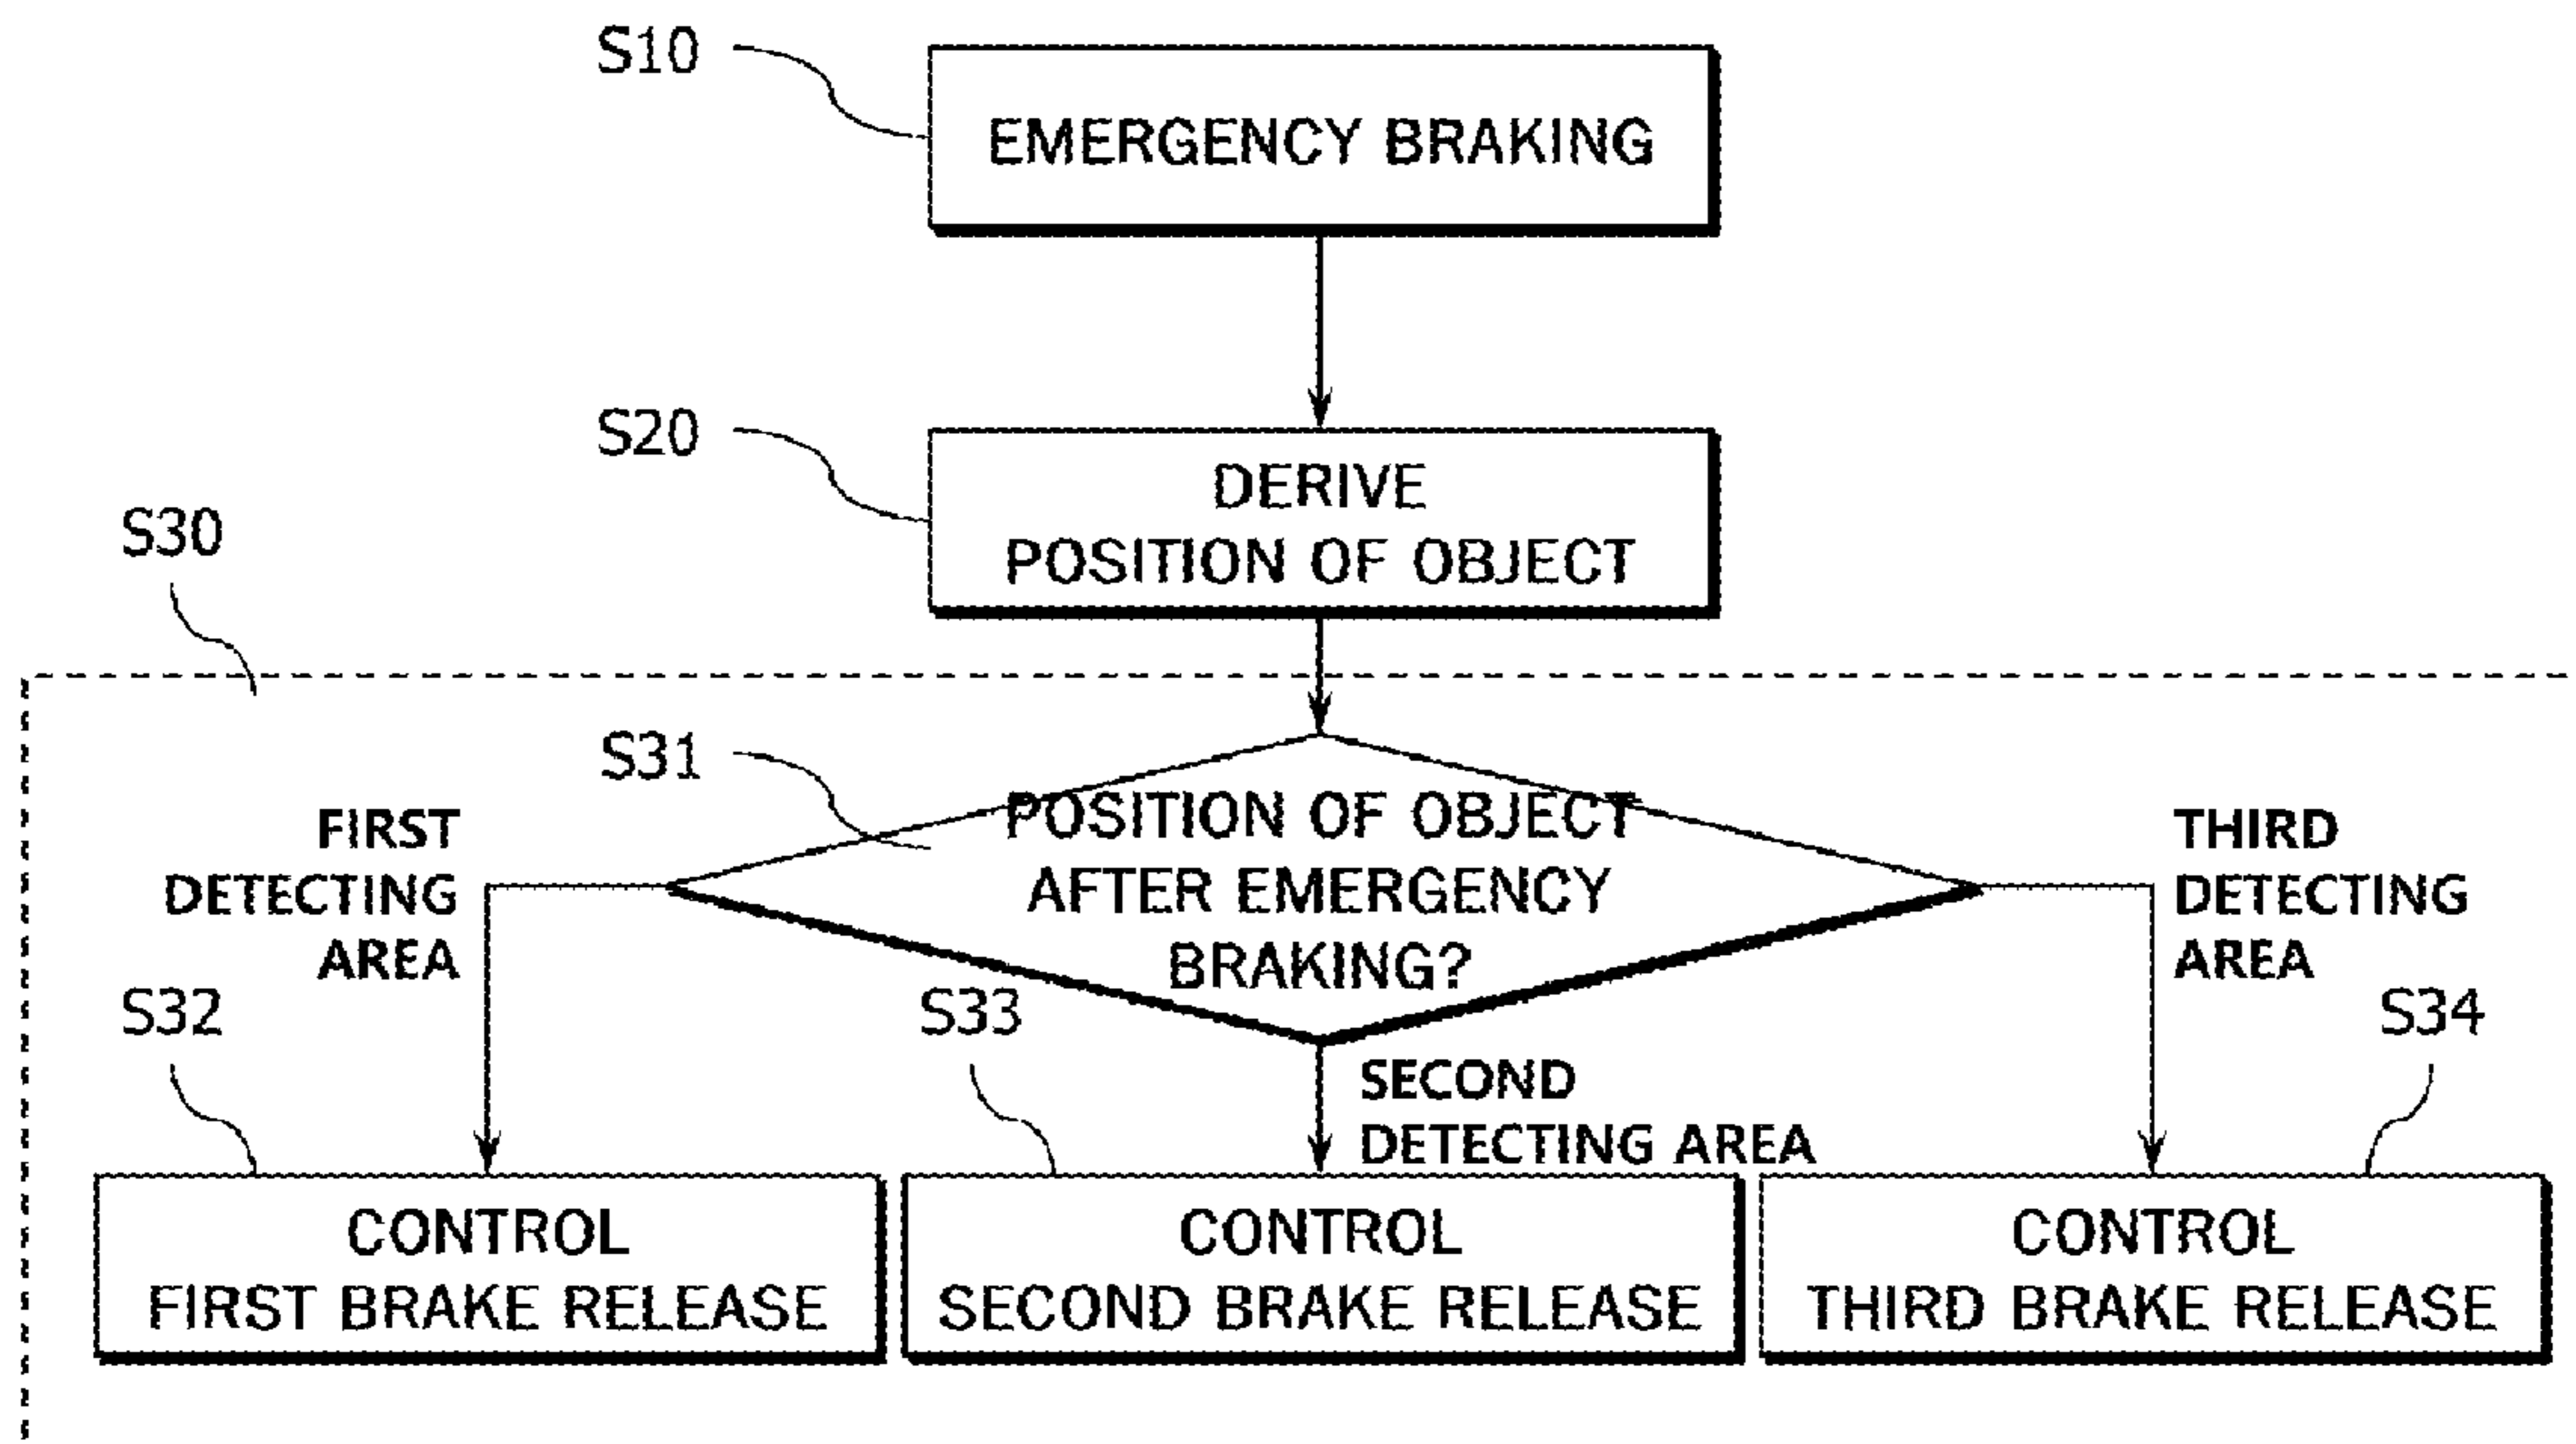 S10
EMERGENCY BRAKING
S20
DERIVE
POSITION OF OBJECT
S30
S31
POSITION OF OBJECT
AFTER EMERGENCY
BRAKING?
FIRST
DETECTING
AREA
THIRD
DETECTING
AREA
S32
S33
S34
SECOND
DETECTING AREA
CONTROL
FIRST BRAKE RELEASE
CONTROL
SECOND BRAKE RELEASE
CONTROL
THIRD BRAKE RELEASE